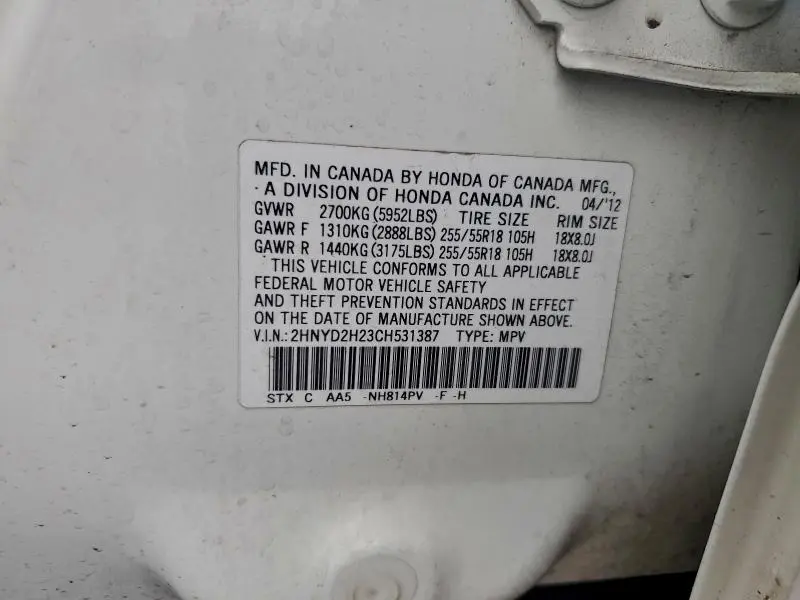 MFD. IN CANADA BY HONDA OF CANADA MFG.,
A DIVISION OF HONDA CANADA INC. 04/'12
GVWR 2700KG (5952LBS) TIRE SIZE RIM SIZE
GAWR F 1310KG (2888LBS) 255/55R18 105H 18X8.0J
GAWR R 1440KG (3175LBS) 255/55R18 105H 18X8.0J
THIS VEHICLE CONFORMS TO ALL APPLICABLE
FEDERAL MOTOR VEHICLE SAFETY
AND THEFT PREVENTION STANDARDS IN EFFECT
ON THE DATE OF MANUFACTURE SHOWN ABOVE.
V.I.N.: 2HNYD2H23CH531387 TYPE: MPV
STX C AA5 -NH814PV -F -H